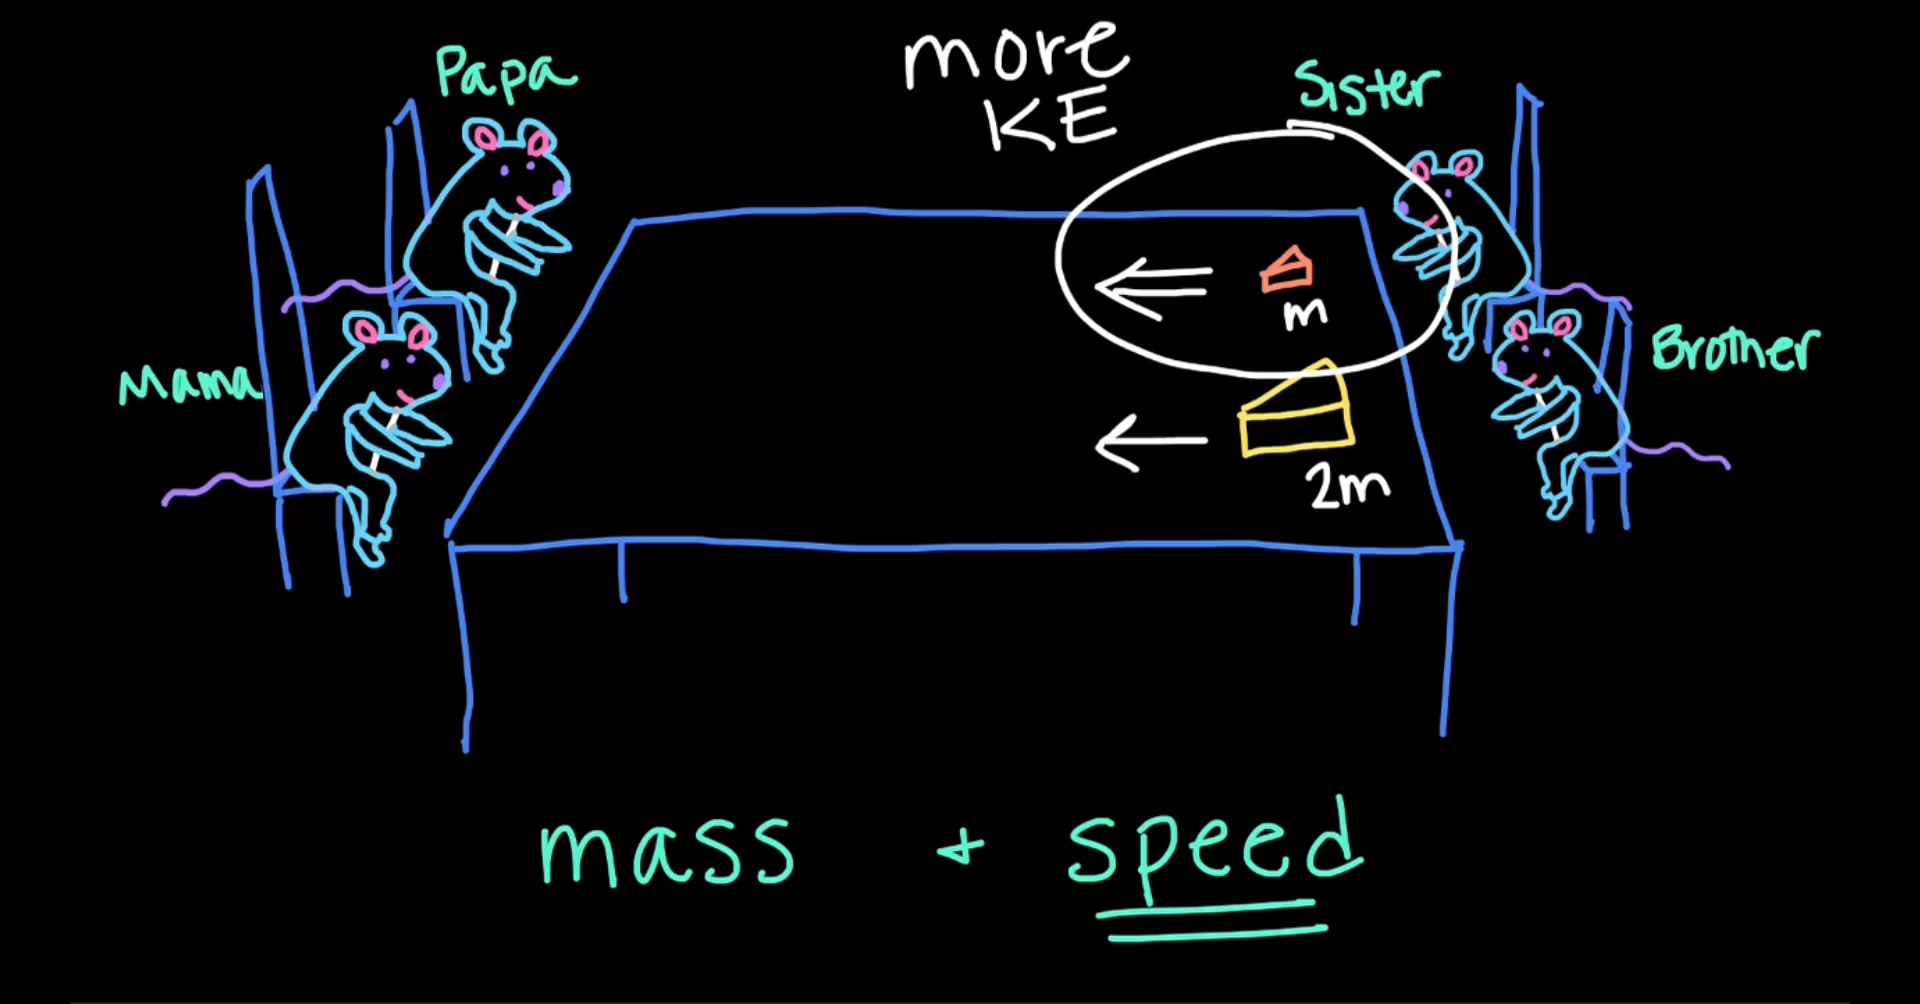 Papa
more
KE
Sister
Mama
Brother
m
2m
mass + speed